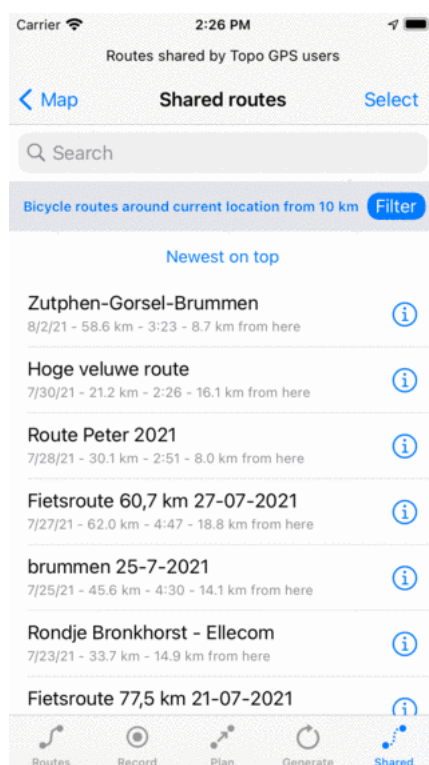 Carrier 2:26 PM
Routes shared by Topo GPS users
Map Shared routes Select
Search
Bicycle routes around current location from 10 km Filter
Newest on top
Zutphen-Gorsel-Brummen
8/2/21 - 58.6 km - 3:23 - 8.7 km from here
Hoge veluwe route
7/30/21 - 21.2 km - 2:26 - 16.1 km from here
Route Peter 2021
7/28/21 - 30.1 km - 2:51 - 8.0 km from here
Fietsroute 60,7 km 27-07-2021
7/27/21 - 62.0 km - 4:47 - 18.8 km from here
brummen 25-7-2021
7/25/21 - 45.6 km - 4:30 - 14.1 km from here
Rondje Bronkhorst - Ellecom
7/23/21 - 33.7 km - 14.9 km from here
Fietsroute 77,5 km 21-07-2021
Routes Record Plan Generate Shared